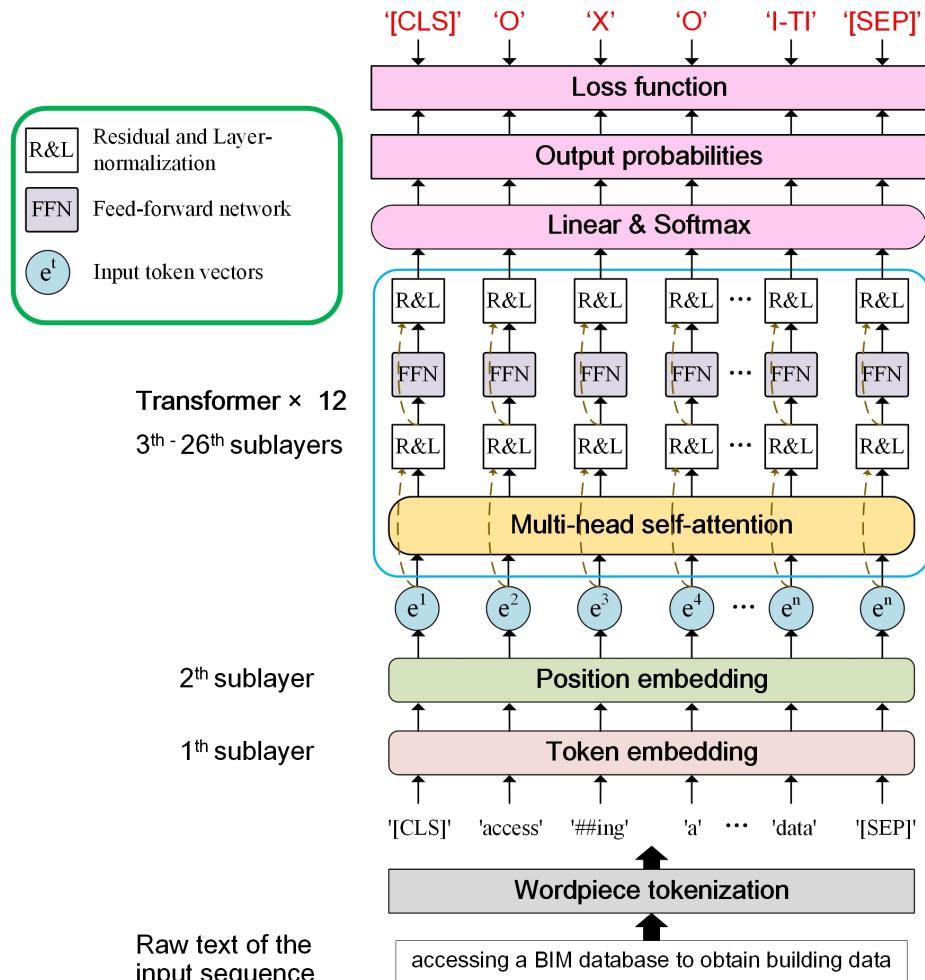 ‘[CLS]’ ‘O’ ‘X’ ‘O’ ‘I-TI’ ‘[SEP]’
Loss function
Output probabilities
Linear & Softmax
R&L Residual and Layer-
normalization
FFN Feed-forward network
e^t Input token vectors
R&L R&L R&L R&L ··· R&L R&L
FFN FFN FFN FFN ··· FFN FFN
Transformer × 12
3th - 26th sublayers
R&L R&L R&L R&L ··· R&L R&L
Multi-head self-attention
e^1 e^2 e^3 e^4 ··· e^n e^n
2th sublayer
Position embedding
1th sublayer
Token embedding
'[CLS]' 'access' '##ing' 'a' ··· 'data' '[SEP]'
Wordpiece tokenization
Raw text of the
input sequence
accessing a BIM database to obtain building data